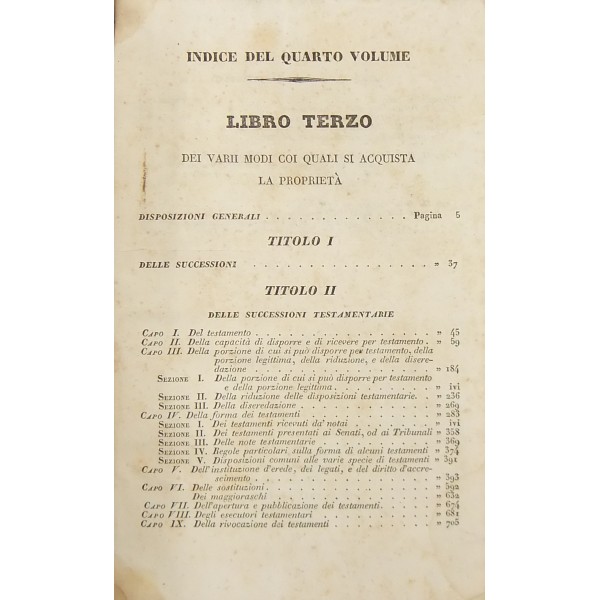 INDICE DEL QUARTO VOLUME
LIBRO TERZO
DEI VARII MODI COI QUALI SI ACQUISTA
LA PROPRIETÀ
DISPOSIZIONI GENERALI . . . . . . . . . . . . . Pagina 5
TITOLO I
DELLE SUCCESSIONI . . . . . . . . . . . . . . . . „ 37
TITOLO II
DELLE SUCCESSIONI TESTAMENTARIE
CAPO I. Del testamento . . . . . . . . . . . . . . . „ 45
CAPO II. Della capacità di disporre e di ricevere per testamento . „ 59
CAPO III. Della porzione di cui si può disporre per testamento, della
porzione legittima, della riduzione, e della disere-
dazione . . . . . . . . . . . . . . . „ 184
SEZIONE I. Della porzione di cui si può disporre per testamento
e della porzione legittima. . . . . . . . . „ ivi
SEZIONE II. Della riduzione delle disposizioni testamentarie. . . „ 236
SEZIONE III. Della diseredazione . . . . . . . . . . „ 269
CAPO IV. Della forma dei testamenti . . . . . . . . . . „ 283
SEZIONE I. Dei testamenti ricevuti da' notai . . . . . . . „ ivi
SEZIONE II. Dei testamenti presentati ai Senati, od ai Tribunali „ 358
SEZIONE III. Delle note testamentarie . . . . . . . . . „ 369
SEZIONE IV. Regole particolari sulla forma di alcuni testamenti „ 374
SEZIONE V. Disposizioni comuni alle varie specie di testamenti „ 391
CAPO V. Dell'instituzione d'erede, dei legati, e del diritto d'accre-
scimento . . . . . . . . . . . . . . . „ 393
CAPO VI. Delle sostituzioni . . . . . . . . . . . . . „ 592
Dei maggioraschi . . . . . . . . . . . . „ 632
CAPO VII. Dell'apertura e pubblicazione dei testamenti. . . . . „ 674
CAPO VIII. Degli esecutori testamentari . . . . . . . . . „ 681
CAPO IX. Della rivocazione dei testamenti . . . . . . . . „ 705